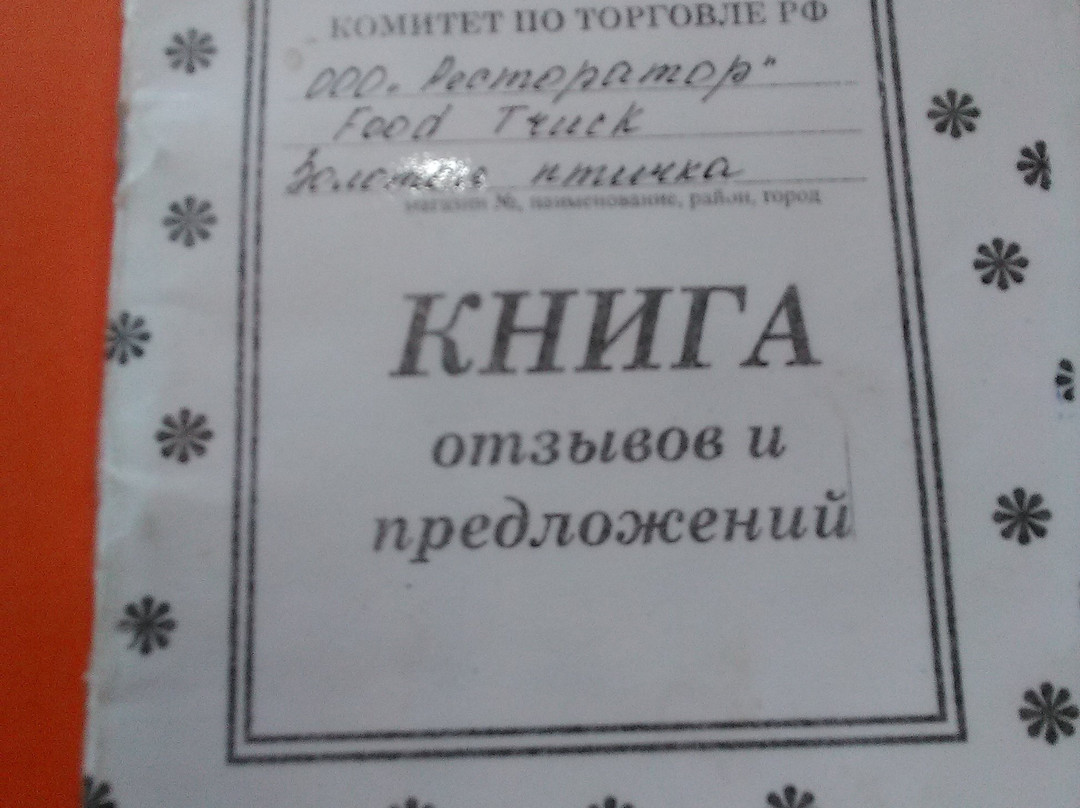 КОМИТЕТ ПО ТОРГОВЛЕ РФ
ООО "Ресторатор"
Food Truck
Золотая птичка
магазин №, наименование, район, город
КНИГА
отзывов и
предложений